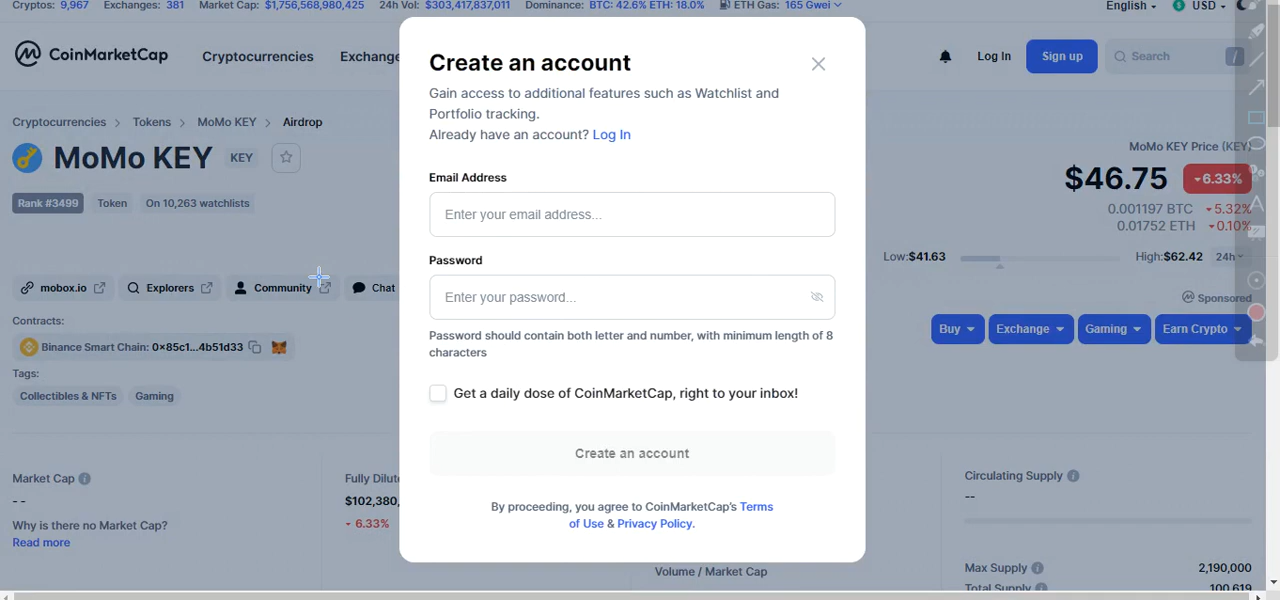 Cryptos: 9,967 Exchanges: 381 Market Cap: $1,756,568,980,425 24h Vol: $303,417,837,011 Dominance: BTC: 42.6% ETH: 18.0% ETH Gas: 165 Gwei English USD
CoinMarketCap Cryptocurrencies Exchange Log In Sign up Search /
Create an account
Gain access to additional features such as Watchlist and
Portfolio tracking.
Already have an account? Log In
Email Address
Enter your email address...
Password
Enter your password...
Password should contain both letter and number, with minimum length of 8
characters
Get a daily dose of CoinMarketCap, right to your inbox!
Create an account
By proceeding, you agree to CoinMarketCap's Terms
of Use & Privacy Policy.
Cryptocurrencies > Tokens > MoMo KEY > Airdrop
MoMo KEY KEY
Rank #3499 Token On 10,263 watchlists
mobox.io Explorers Community Chat
Contracts:
Binance Smart Chain: 0x85c1...4b51d33
Tags:
Collectibles & NFTs Gaming
MoMo KEY Price (KEY)
$46.75 6.33%
0.001197 BTC 5.32%
0.01752 ETH 0.10%
Low:$41.63 High:$62.42 24h
Sponsored
Buy Exchange Gaming Earn Crypto
Market Cap
- -
Why is there no Market Cap?
Read more
Fully Dilute
$102,380,
6.33%
Volume / Market Cap
Circulating Supply
--
Max Supply 2,190,000
Total Supply 100,619